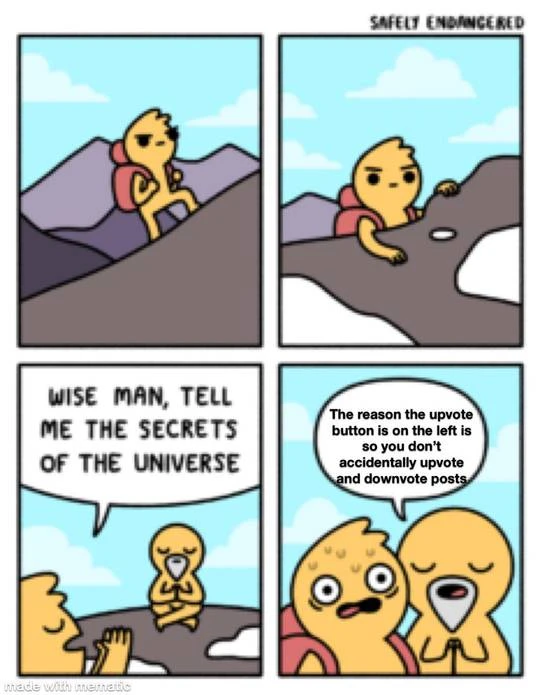 SAFELY ENDANGERED
WISE MAN, TELL
ME THE SECRETS
OF THE UNIVERSE
The reason the upvote
button is on the left is
so you don't
accidentally upvote
and downvote posts
made with mematic